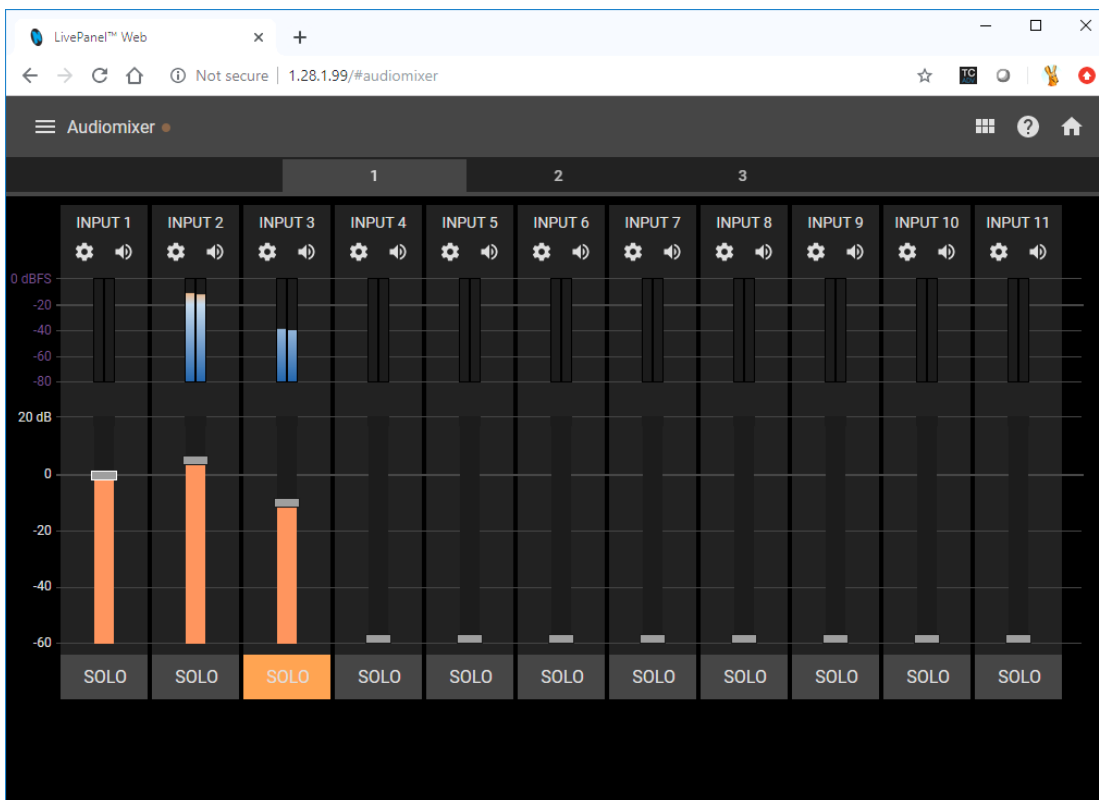 LivePanel™ Web
Not secure | 1.28.1.99/#audiomixer
TC
Audiomixer
1 2 3
INPUT 1 INPUT 2 INPUT 3 INPUT 4 INPUT 5 INPUT 6 INPUT 7 INPUT 8 INPUT 9 INPUT 10 INPUT 11
0 dBFS
-20
-40
-60
-80
20 dB
0
-20
-40
-60
SOLO SOLO SOLO SOLO SOLO SOLO SOLO SOLO SOLO SOLO SOLO